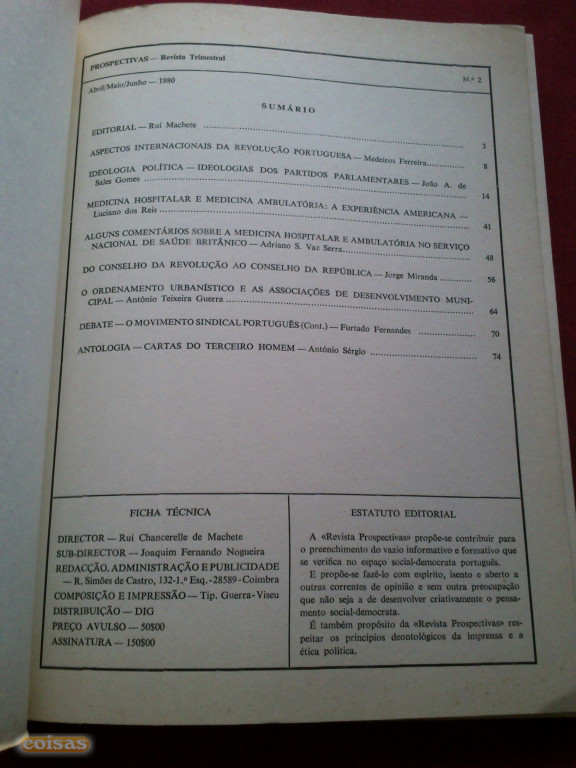 PROSPECTIVAS — Revista Trimestral
Abril/Maio/Junho — 1980
N.º 2
SUMÁRIO
EDITORIAL — Rui Machete ........ 3
ASPECTOS INTERNACIONAIS DA REVOLUÇÃO PORTUGUESA — Medeiros Ferreira ........ 8
IDEOLOGIA POLÍTICA — IDEOLOGIAS DOS PARTIDOS PARLAMENTARES — João A. de
Sales Gomes ........ 14
MEDICINA HOSPITALAR E MEDICINA AMBULATÓRIA: A EXPERIÊNCIA AMERICANA —
Luciano dos Reis ........ 41
ALGUNS COMENTÁRIOS SOBRE A MEDICINA HOSPITALAR E AMBULATÓRIA NO SERVIÇO
NACIONAL DE SAÚDE BRITÂNICO — Adriano S. Vaz Serra ........ 48
DO CONSELHO DA REVOLUÇÃO AO CONSELHO DA REPÚBLICA — Jorge Miranda ........ 56
O ORDENAMENTO URBANÍSTICO E AS ASSOCIAÇÕES DE DESENVOLVIMENTO MUNI-
CIPAL — António Teixeira Guerra ........ 64
DEBATE — O MOVIMENTO SINDICAL PORTUGUÊS (Cont.) — Furtado Fernandes ........ 70
ANTOLOGIA — CARTAS DO TERCEIRO HOMEM — António Sérgio ........ 74
FICHA TÉCNICA
DIRECTOR — Rui Chancerelle de Machete
SUB-DIRECTOR — Joaquim Fernando Nogueira
REDACÇÃO, ADMINISTRAÇÃO E PUBLICIDADE
— R. Simões de Castro, 132-1.º Esq. - 28589 - Coimbra
COMPOSIÇÃO E IMPRESSÃO — Tip. Guerra-Viseu
DISTRIBUIÇÃO — DIG
PREÇO AVULSO — 50$00
ASSINATURA — 150$00
ESTATUTO EDITORIAL
A «Revista Prospectivas» propõe-se contribuir para
o preenchimento do vazio informativo e formativo que
se verifica no espaço social-democrata português.
E propõe-se fazê-lo com espírito, isento e aberto a
outras correntes de opinião e sem outra preocupação
que não seja a de desenvolver criativamente o pensa-
mento social-democrata.
É também propósito da «Revista Prospectivas» res-
peitar os princípios deontológicos da imprensa e a
ética política.
coisas